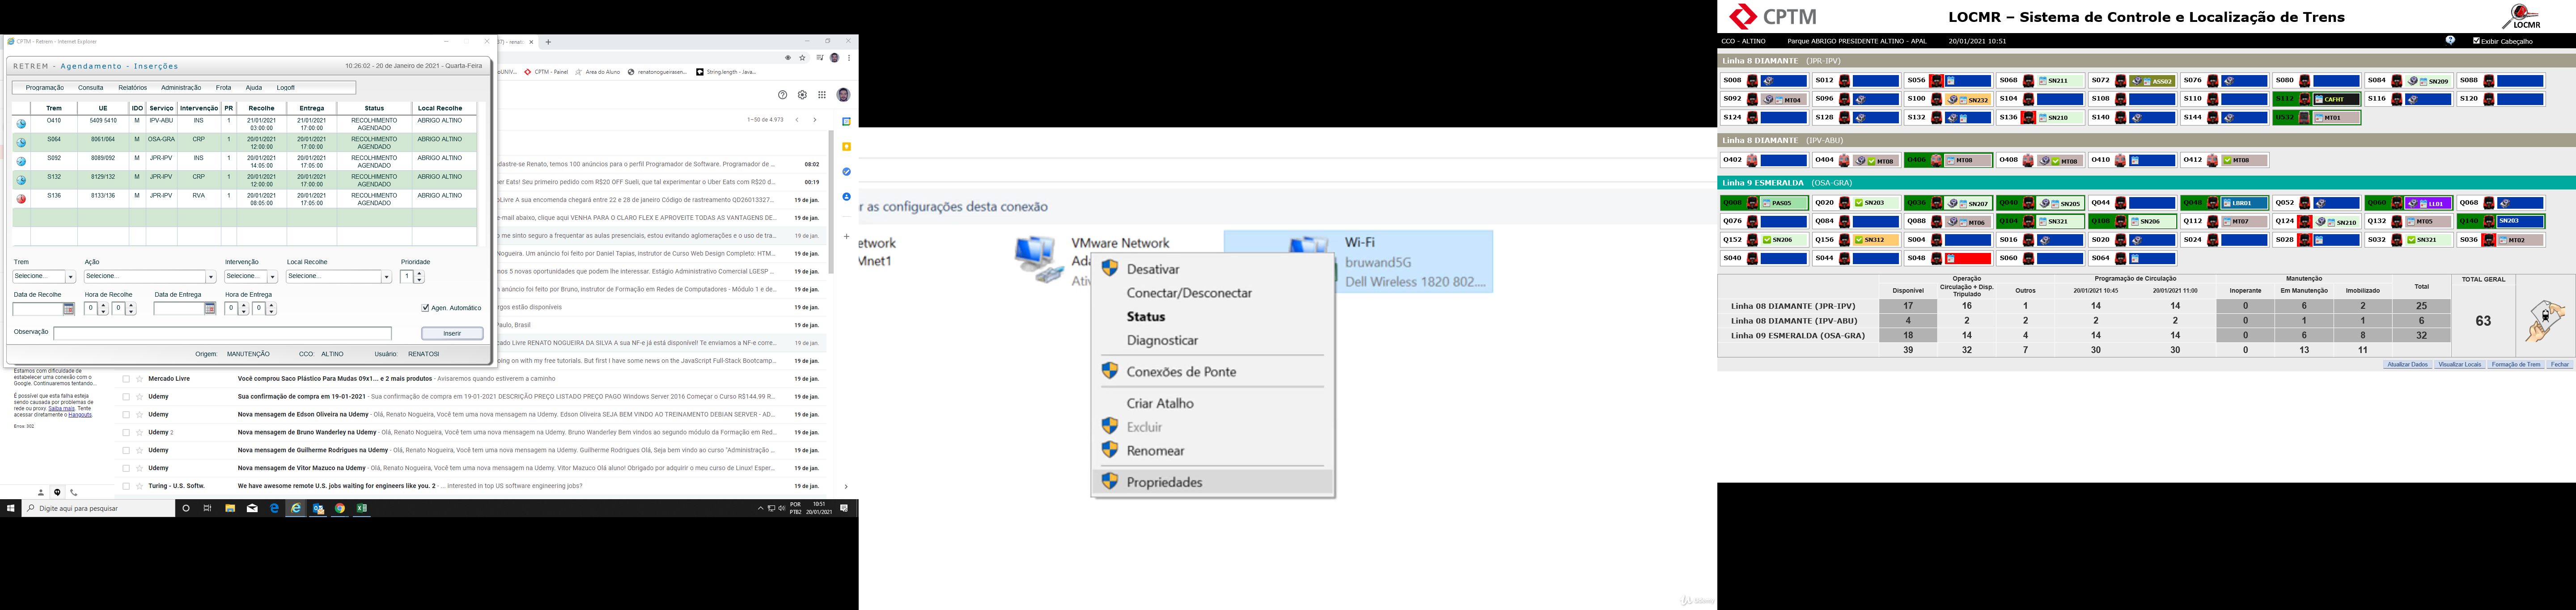 CPTM - Retrem - Internet Explorer
RETREM - Agendamento - Inserções
10:26:02 - 20 de Janeiro de 2021 - Quarta-Feira
Programação Consulta Relatórios Administração Frota Ajuda Logoff
Trem UE IDO Serviço Intervenção PR Recolhe Entrega Status Local Recolhe
O410 5409 5410 M IPV-ABU INS 1 21/01/2021 03:00:00 21/01/2021 17:00:00 RECOLHIMENTO AGENDADO ABRIGO ALTINO
S064 8061/064 M OSA-GRA CRP 1 20/01/2021 12:00:00 20/01/2021 17:00:00 RECOLHIMENTO AGENDADO ABRIGO ALTINO
S092 8089/092 M JPR-IPV INS 1 20/01/2021 14:05:00 20/01/2021 17:05:00 RECOLHIMENTO AGENDADO ABRIGO ALTINO
S132 8129/132 M JPR-IPV CRP 1 20/01/2021 12:00:00 20/01/2021 17:00:00 RECOLHIMENTO AGENDADO ABRIGO ALTINO
S136 8133/136 M JPR-IPV RVA 1 20/01/2021 08:05:00 20/01/2021 17:05:00 RECOLHIMENTO AGENDADO ABRIGO ALTINO
Trem Ação Intervenção Local Recolhe Prioridade
Selecione... Selecione... Selecione... Selecione... 1
Data de Recolhe Hora de Recolhe Data de Entrega Hora de Entrega
0 0 0 0 Agen. Automático
Observação Inserir
Origem: MANUTENÇÃO CCO: ALTINO Usuário: RENATOSI
CPTM - Painel Área do Aluno renatonogueirasen... String.length - Java...
1–50 de 4.973
dastre-se Renato, temos 100 anúncios para o perfil Programador de Software. Programador de ... 08:02
er Eats! Seu primeiro pedido com R$20 OFF Sueli, que tal experimentar o Uber Eats com R$20 d... 00:19
oLivre A sua encomenda chegará entre 22 e 28 de janeiro Código de rastreamento QD26013327... 19 de jan.
e-mail abaixo, clique aqui VENHA PARA O CLARO FLEX E APROVEITE TODAS AS VANTAGENS DE... 19 de jan.
o me sinto seguro a frequentar as aulas presenciais, estou evitando aglomerações e o uso de tra... 19 de jan.
Nogueira. Um anúncio foi feito por Daniel Tapias, instructor de Curso Web Design Completo: HTM... 19 de jan.
mos 5 novas oportunidades que podem lhe interessar. Estágio Administrativo Comercial LGESP ... 19 de jan.
n anúncio foi feito por Bruno, instrutor de Formação em Redes de Computadores - Módulo 1 e de... 19 de jan.
rgos estão disponíveis 19 de jan.
aulo, Brasil 19 de jan.
cado Livre RENATO NOGUEIRA DA SILVA A sua NF-e já está disponível! Te enviamos a NF-e corre... 19 de jan.
oing on with my free tutorials. But first I have some news on the JavaScript Full-Stack Bootcamp... 19 de jan.
Mercado Livre Você comprou Saco Plástico Para Mudas 09x1... e 2 mais produtos - Avisaremos quando estiverem a caminho 19 de jan.
Udemy Sua confirmação de compra em 19-01-2021 - Sua confirmação de compra em 19-01-2021 DESCRIÇÃO PREÇO LISTADO PREÇO PAGO Windows Server 2016 Começar o Curso R$144.99 R... 19 de jan.
Udemy Nova mensagem de Edson Oliveira na Udemy - Olá, Renato Nogueira, Você tem uma nova mensagem na Udemy. Edson Oliveira SEJA BEM VINDO AO TREINAMENTO DEBIAN SERVER - AD... 19 de jan.
Udemy 2 Nova mensagem de Bruno Wanderley na Udemy - Olá, Renato Nogueira, Você tem uma nova mensagem na Udemy. Bruno Wanderley Bem vindos ao segundo módulo da Formação em Red... 19 de jan.
Udemy Nova mensagem de Guilherme Rodrigues na Udemy - Olá, Renato Nogueira, Você tem uma nova mensagem na Udemy. Guilherme Rodrigues Olá, Seja bem vindo ao curso "Administração ... 19 de jan.
Udemy Nova mensagem de Vitor Mazuco na Udemy - Olá, Renato Nogueira, Você tem uma nova mensagem na Udemy. Vitor Mazuco Olá aluno! Obrigado por adquirir o meu curso de Linux! Esper... 19 de jan.
Turing - U.S. Softw. We have awesome remote U.S. jobs waiting for engineers like you. 2 - ... interested in top US software engineering jobs? 19 de jan.
Estamos com dificuldade de
estabelecer uma conexão com o
Google. Continuaremos tentando...
É possível que esta falha esteja
sendo causada por problemas de
rede ou proxy. Saiba mais. Tente
acessar diretamente o Hangouts.
Erro: 302
Digite aqui para pesquisar
POR PTB2 10:51 20/01/2021
r as configurações desta conexão
etwork
Mnet1
VMware Network
Ada
Ativ
Wi-Fi
bruwand5G
Dell Wireless 1820 802....
Desativar
Conectar/Desconectar
Status
Diagnosticar
Conexões de Ponte
Criar Atalho
Excluir
Renomear
Propriedades
Udemy
CPTM LOCMR – Sistema de Controle e Localização de Trens LOCMR
CCO - ALTINO Parque ABRIGO PRESIDENTE ALTINO - APAL 20/01/2021 10:51 Exibir Cabeçalho
Linha 8 DIAMANTE (JPR-IPV)
S008 S012 S056 S068 SN211 S072 ASS02 S076 S080 S084 SN209 S088
S092 MT04 S096 S100 SN232 S104 S108 S110 S112 CAFHT S116 S120
S124 S128 S132 S136 SN210 S140 S144 U532 MT01
Linha 8 DIAMANTE (IPV-ABU)
O402 O404 MT08 O406 MT08 O408 MT08 O410 O412 MT08
Linha 9 ESMERALDA (OSA-GRA)
Q008 PAS05 Q020 SN203 Q036 SN207 Q040 SN205 Q044 Q048 LBR01 Q052 Q060 LL01 Q068
Q076 Q084 Q088 MT06 Q104 SN321 Q108 SN206 Q112 MT07 Q124 SN210 Q132 MT05 Q140 SN203
Q152 SN206 Q156 SN312 S004 S016 S020 S024 S028 S032 SN321 S036 MT02
S040 S044 S048 S060 S064
Operação Programação de Circulação Manutenção TOTAL GERAL
Disponível Circulação + Disp. Tripulado Outros 20/01/2021 10:45 20/01/2021 11:00 Inoperante Em Manutenção Imobilizado Total
Linha 08 DIAMANTE (JPR-IPV) 17 16 1 14 14 0 6 2 25
Linha 08 DIAMANTE (IPV-ABU) 4 2 2 2 2 0 1 1 6 63
Linha 09 ESMERALDA (OSA-GRA) 18 14 4 14 14 0 6 8 32
39 32 7 30 30 0 13 11
Atualizar Dados Visualizar Locais Formação de Trem Fechar